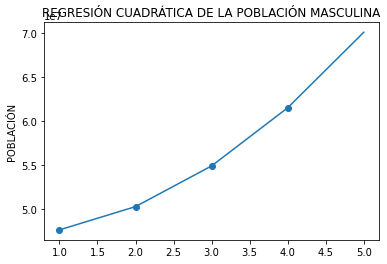 REGRESIÓN CUADRÁTICA DE LA POBLACIÓN MASCULINA
1e7
7.0
6.5
6.0
5.5
5.0
POBLACIÓN
1.0 1.5 2.0 2.5 3.0 3.5 4.0 4.5 5.0